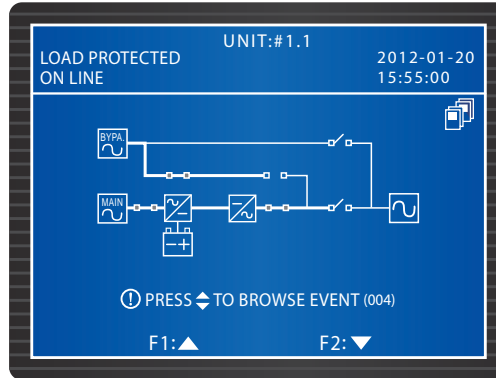 UNIT:#1.1
LOAD PROTECTED
2012-01-20
ON LINE
15:55:00
BYPA.
MAIN
! PRESS ⬍ TO BROWSE EVENT (004)
F1:▲ F2:▼